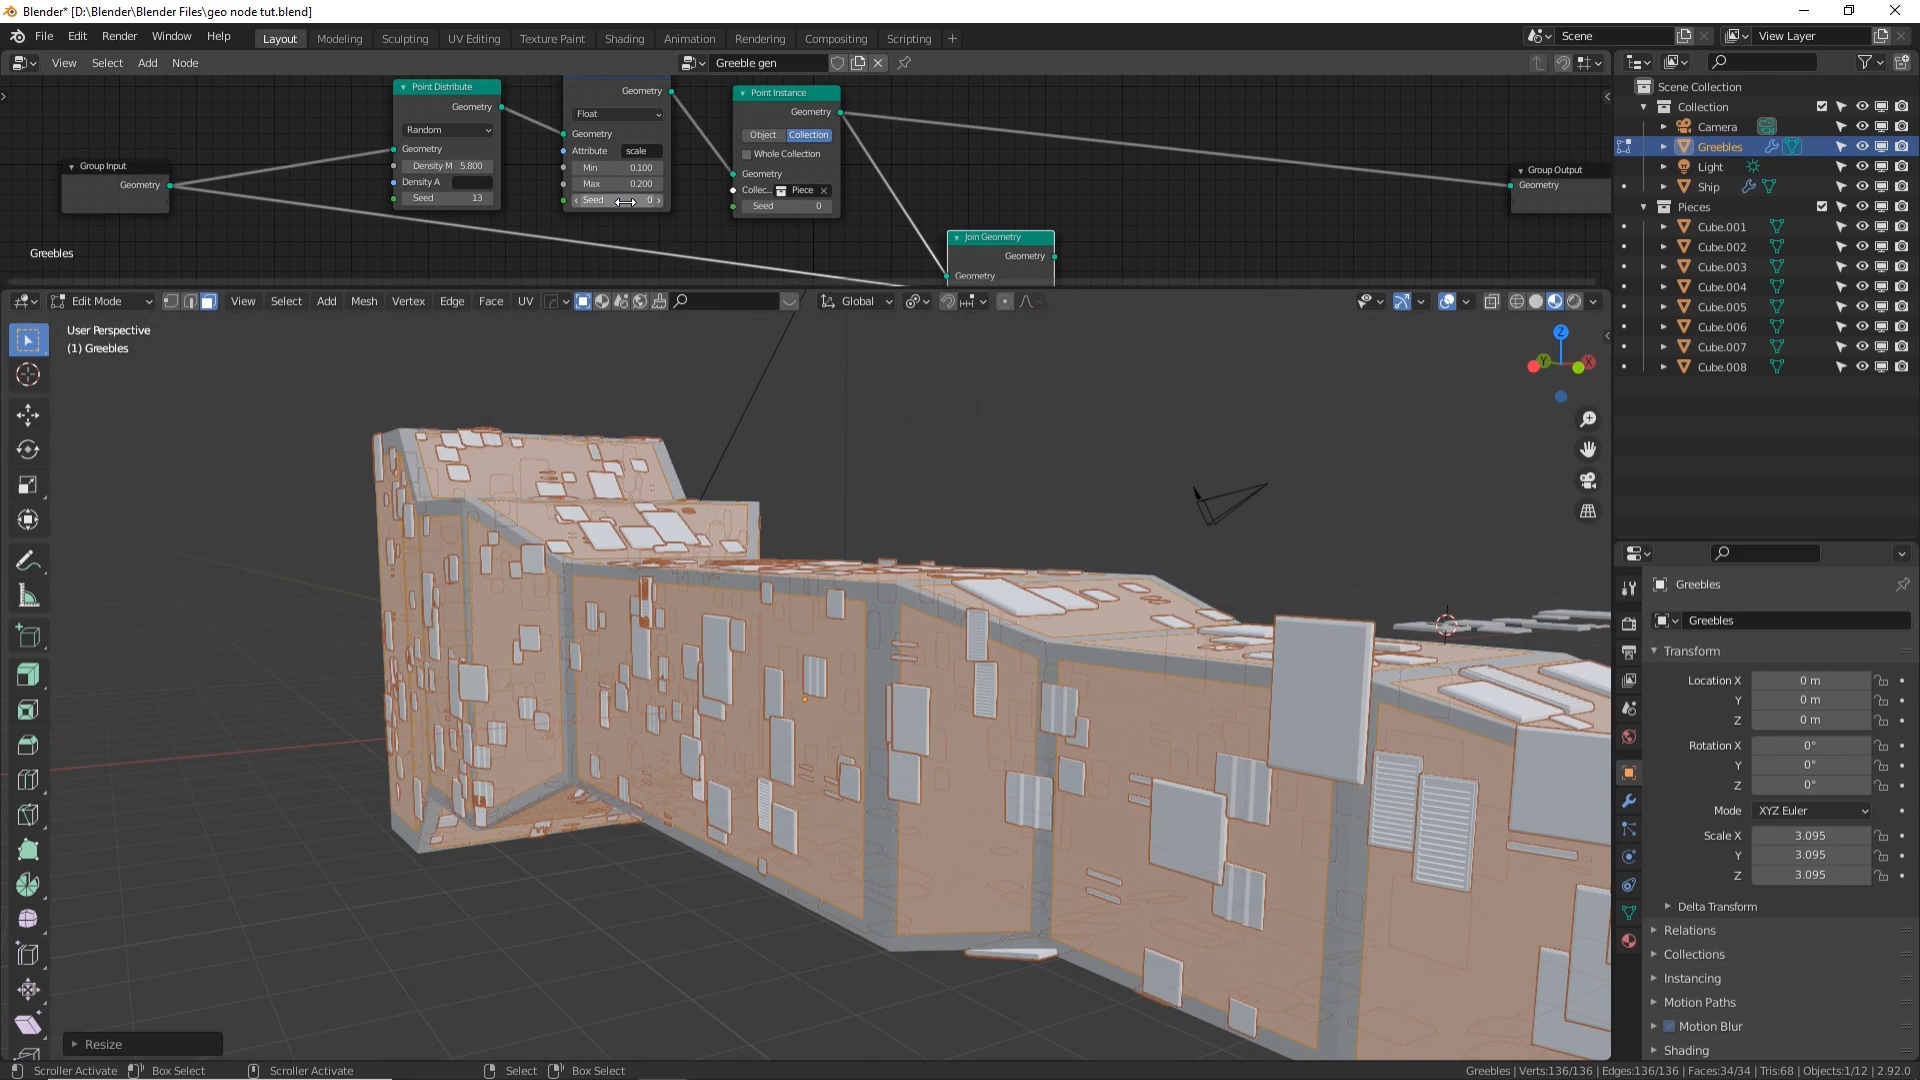 Blender* [D:\Blender\Blender Files\geo node tut.blend]
File Edit Render Window Help
Layout Modeling Sculpting UV Editing Texture Paint Shading Animation Rendering Compositing Scripting
Scene
View Layer
View Select Add Node
Greeble gen
Group Input
Geometry
Point Distribute
Geometry
Random
Geometry
Density M 5.800
Density A
Seed 13
Geometry
Float
Geometry
Attribute scale
Min 0.100
Max 0.200
Seed 0
Point Instance
Geometry
Object Collection
Whole Collection
Geometry
Collec.. Piece
Seed 0
Join Geometry
Geometry
Geometry
Group Output
Geometry
Greebles
Scene Collection
Collection
Camera
Greebles
Light
Ship
Pieces
Cube.001
Cube.002
Cube.003
Cube.004
Cube.005
Cube.006
Cube.007
Cube.008
Edit Mode View Select Add Mesh Vertex Edge Face UV Global
User Perspective
(1) Greebles
Z
Y
X
Greebles
Greebles
Transform
Location X 0 m
Y 0 m
Z 0 m
Rotation X 0°
Y 0°
Z 0°
Mode XYZ Euler
Scale X 3.095
Y 3.095
Z 3.095
Delta Transform
Relations
Collections
Instancing
Motion Paths
Motion Blur
Shading
Resize
Scroller Activate Box Select Scroller Activate Select Box Select
Greebles | Verts:136/136 | Edges:136/136 | Faces:34/34 | Tris:68 | Objects:1/12 | 2.92.0